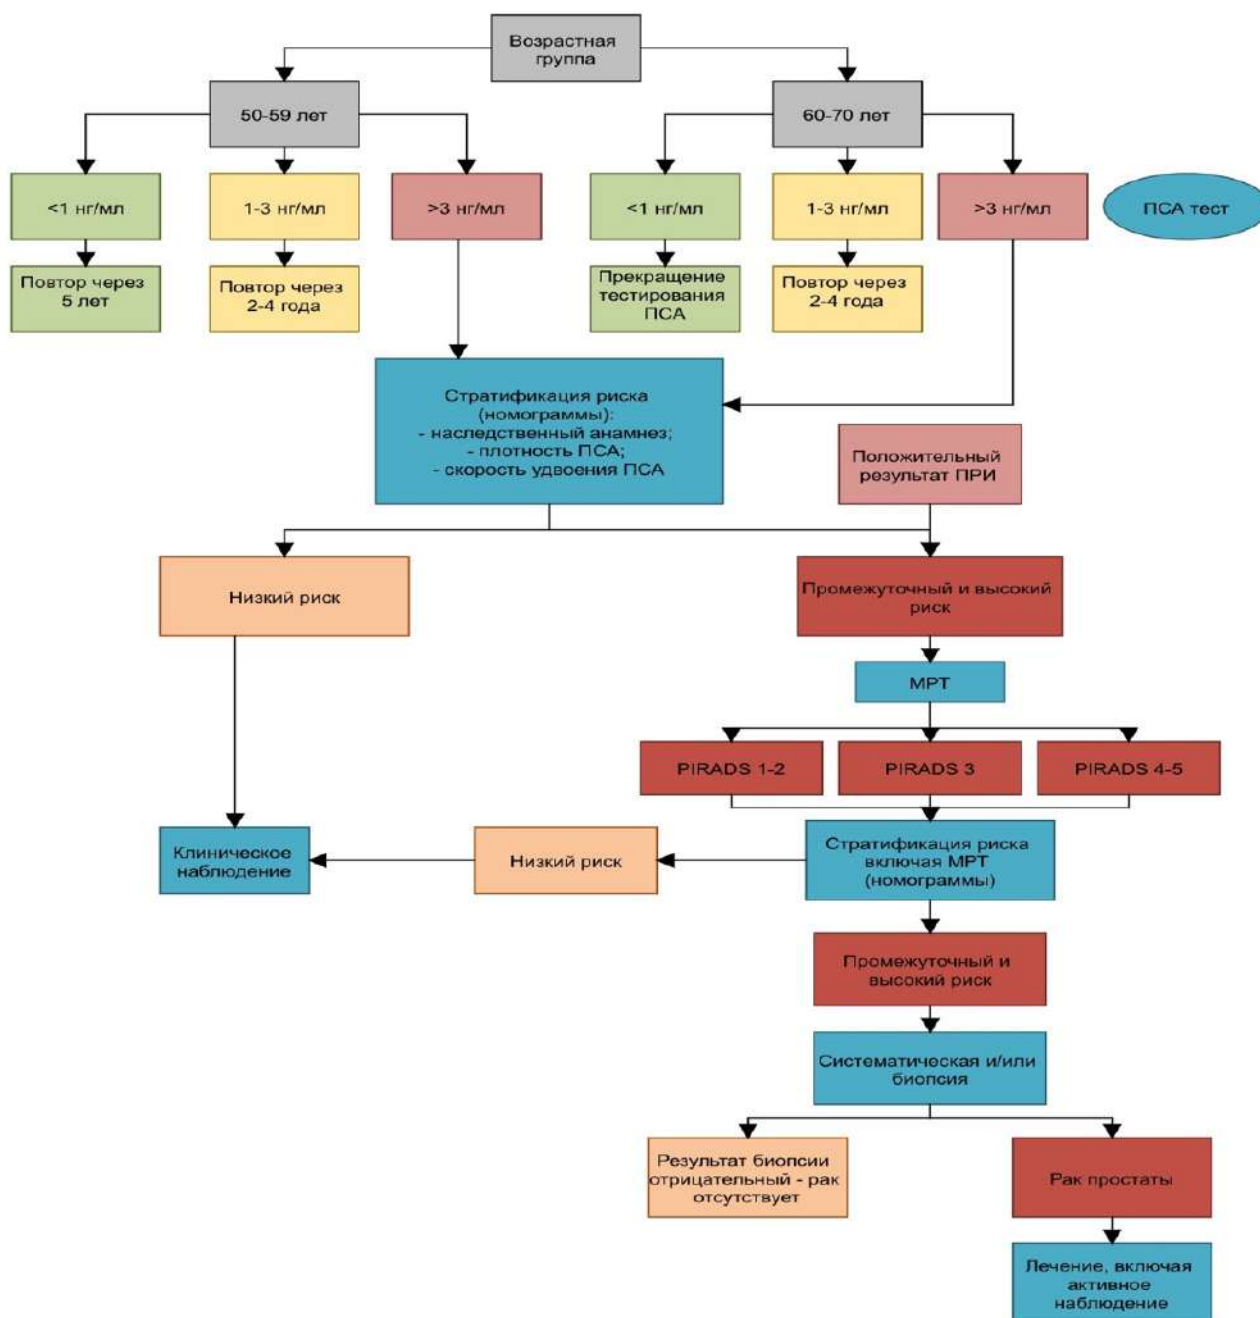 Возрастная
группа
50-59 лет
60-70 лет
<1 нг/мл
1-3 нг/мл
>3 нг/мл
<1 нг/мл
1-3 нг/мл
>3 нг/мл
ПСА тест
Повтор через
5 лет
Повтор через
2-4 года
Прекращение
тестирования
ПСА
Повтор через
2-4 года
Стратификация риска
(номограммы):
- наследственный анамнез;
- плотность ПСА;
- скорость удвоения ПСА
Положительный
результат ПРИ
Низкий риск
Промежуточный и высокий
риск
МРТ
PIRADS 1-2
PIRADS 3
PIRADS 4-5
Клиническое
наблюдение
Низкий риск
Стратификация риска
включая МРТ
(номограммы)
Промежуточный и
высокий риск
Систематическая и/или
биопсия
Результат биопсии
отрицательный - рак
отсутствует
Рак простаты
Лечение, включая
активное
наблюдение